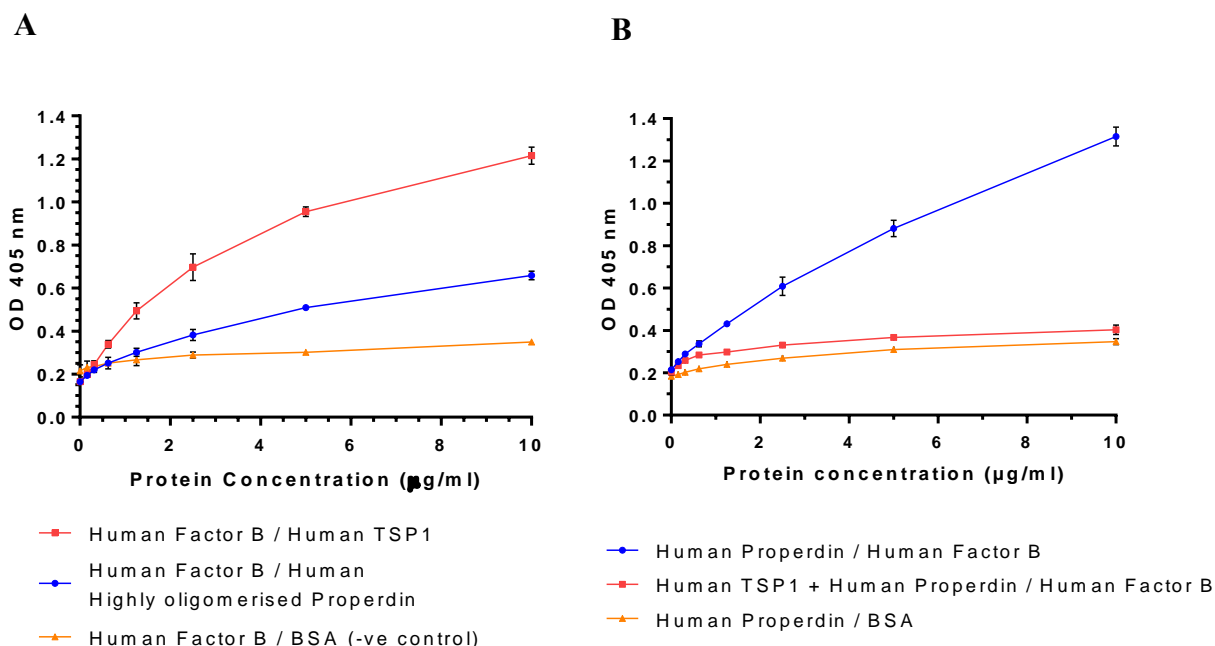 A
B
1.4
1.2
1.0
0.8
0.6
0.4
0.2
0.0
OD 405 nm
0 2 4 6 8 10
Protein Concentration (µg/ml)
Human Factor B / Human TSP1
Human Factor B / Human
Highly oligomerised Properdin
Human Factor B / BSA (-ve control)
1.4
1.2
1.0
0.8
0.6
0.4
0.2
0.0
OD 405 nm
0 2 4 6 8 10
Protein concentration (µg/ml)
Human Properdin / Human Factor B
Human TSP1 + Human Properdin / Human Factor B
Human Properdin / BSA